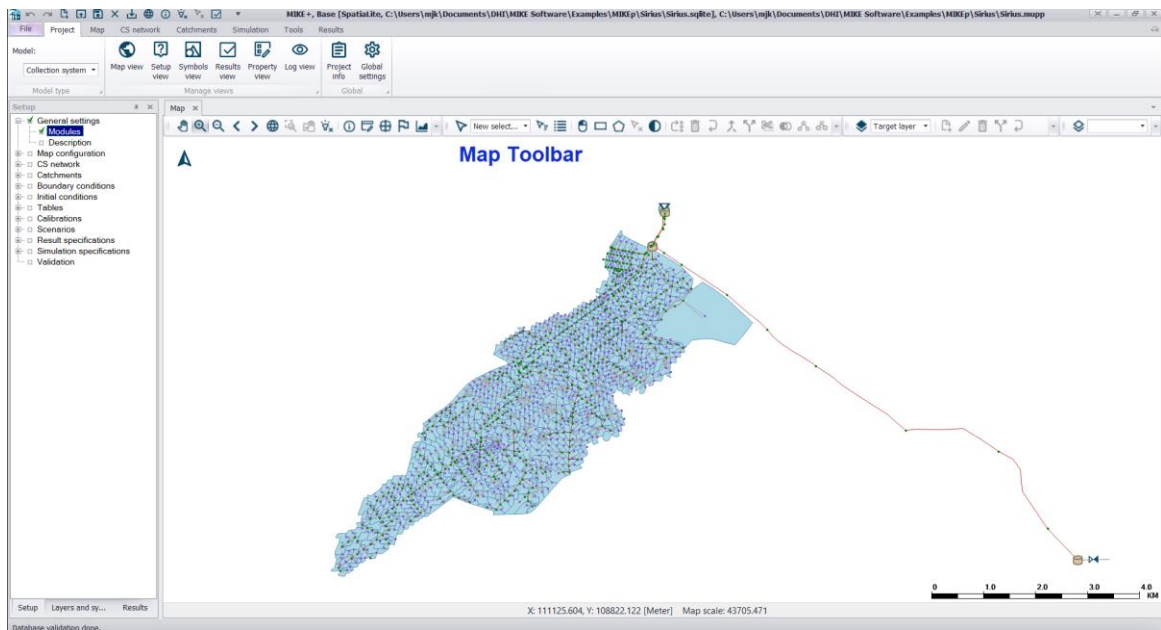 MIKE+, Base [SpatiaLite, C:\Users\mjk\Documents\DHI\MIKE Software\Examples\MIKEp\Sirius\Sirius.sqlite], C:\Users\mjk\Documents\DHI\MIKE Software\Examples\MIKEp\Sirius\Sirius.mupp
File Project Map CS network Catchments Simulation Tools Results
Model:
Collection system
Map view Setup view Symbols view Results view Property view Log view Project info Global settings
Model type Manage views Global
Setup
Map
General settings
Modules
Description
Map configuration
CS network
Catchments
Boundary conditions
Initial conditions
Tables
Calibrations
Scenarios
Result specifications
Simulation specifications
Validation
New select... Target layer
Map Toolbar
0 1.0 2.0 3.0 4.0
KM
Setup Layers and sy... Results
X: 111125.604, Y: 108822.122 [Meter] Map scale: 43705.471
Database validation done.